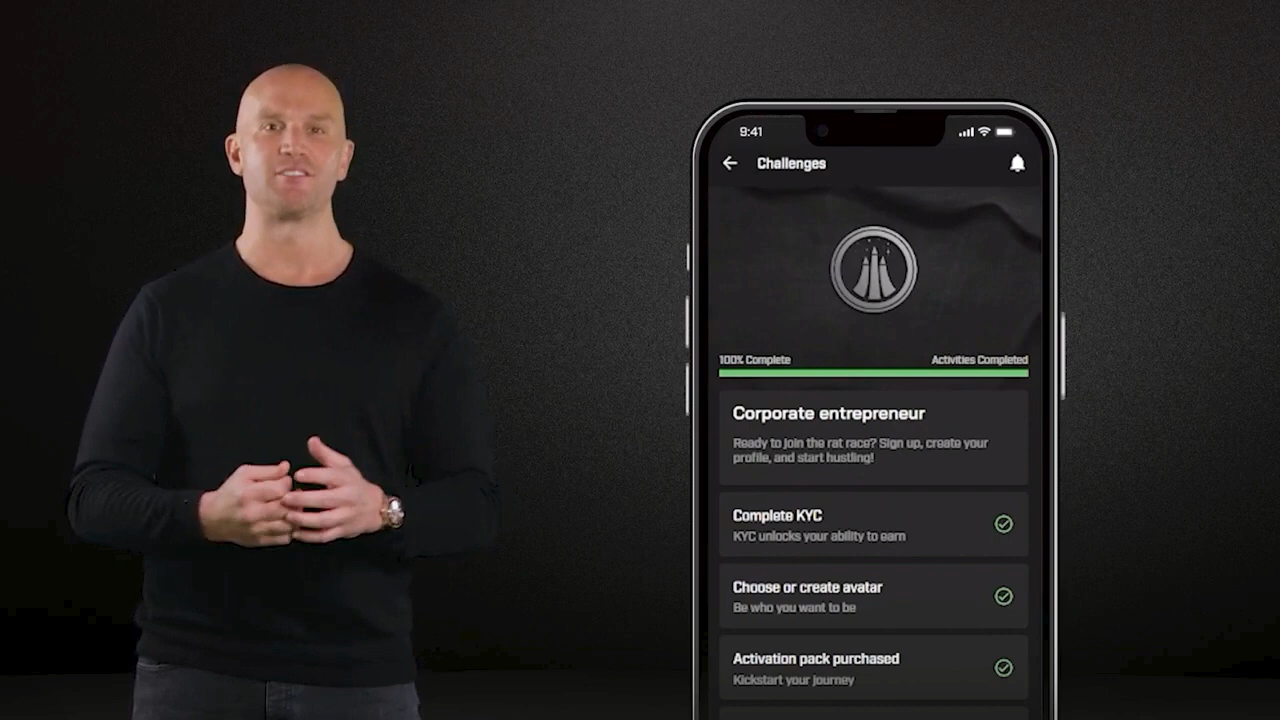 9:41
Challenges
100% Complete
Activities Completed
Corporate entrepreneur
Ready to join the rat race? Sign up, create your
profile, and start hustling!
Complete KYC
KYC unlocks your ability to earn
Choose or create avatar
Be who you want to be
Activation pack purchased
Kickstart your journey